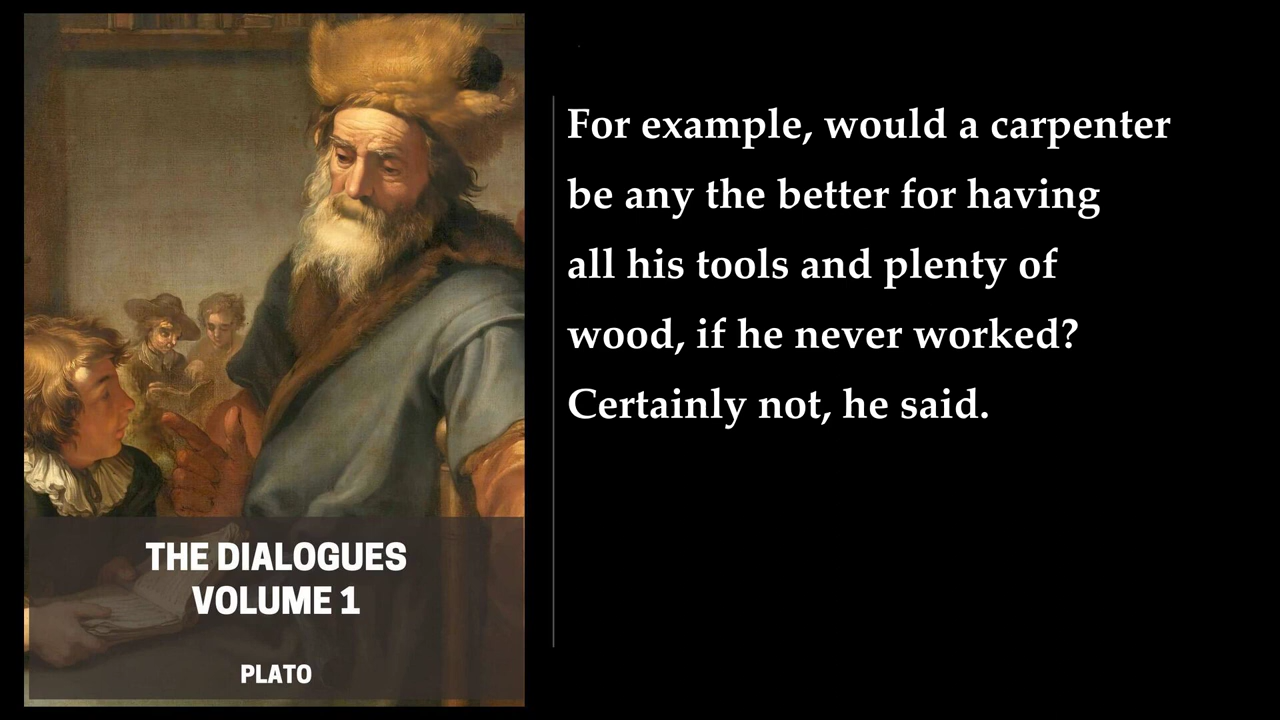 THE DIALOGUES
VOLUME 1
PLATO
For example, would a carpenter
be any the better for having
all his tools and plenty of
wood, if he never worked?
Certainly not, he said.